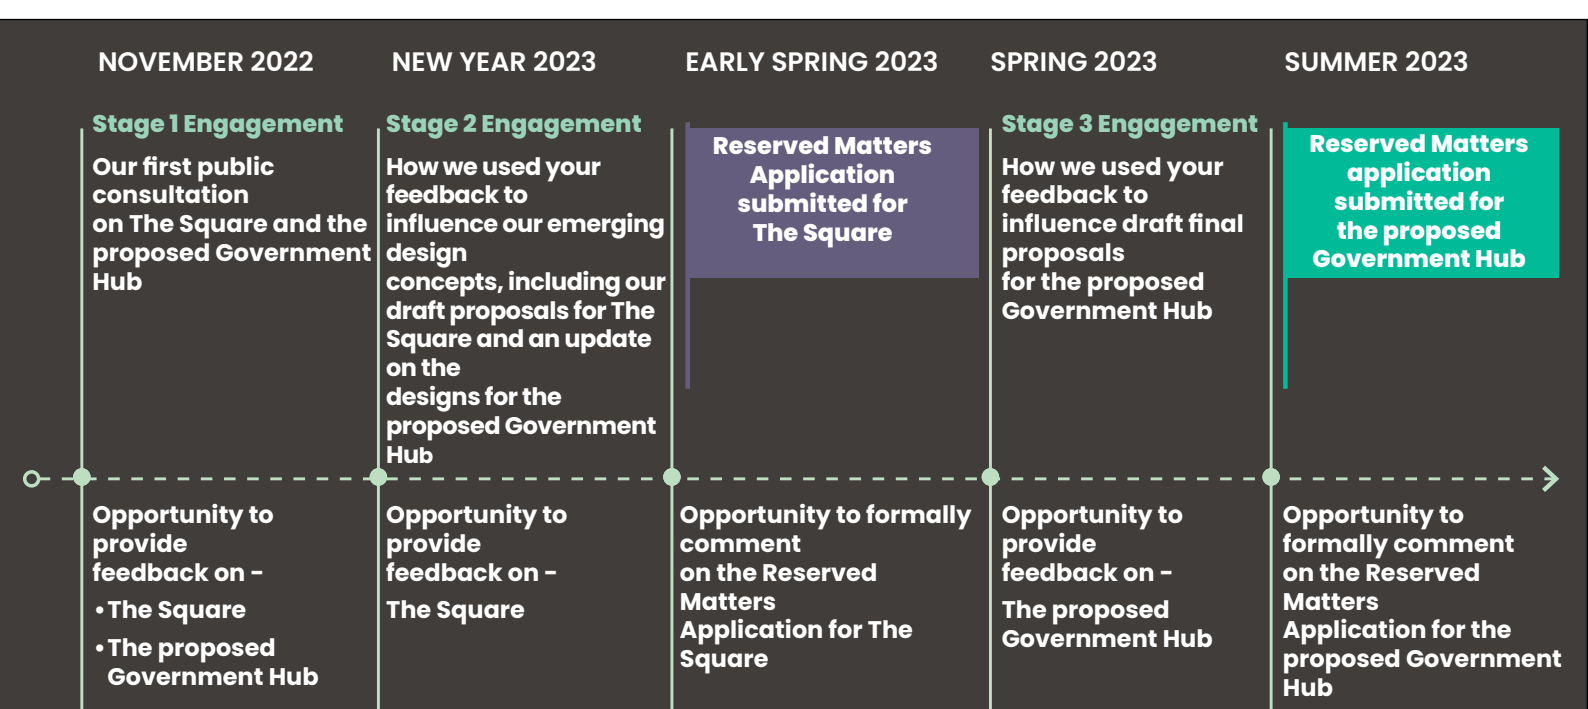 NOVEMBER 2022
NEW YEAR 2023
EARLY SPRING 2023
SPRING 2023
SUMMER 2023
Stage 1 Engagement
Our first public
consultation
on The Square and the
proposed Government
Hub
Stage 2 Engagement
How we used your
feedback to
influence our emerging
design
concepts, including our
draft proposals for The
Square and an update
on the
designs for the
proposed Government
Hub
Reserved Matters
Application
submitted for
The Square
Stage 3 Engagement
How we used your
feedback to
influence draft final
proposals
for the proposed
Government Hub
Reserved Matters
application
submitted for
the proposed
Government Hub
Opportunity to
provide
feedback on -
• The Square
• The proposed
Government Hub
Opportunity to
provide
feedback on -
The Square
Opportunity to formally
comment
on the Reserved
Matters
Application for The
Square
Opportunity to
provide
feedback on -
The proposed
Government Hub
Opportunity to
formally comment
on the Reserved
Matters
Application for the
proposed Government
Hub